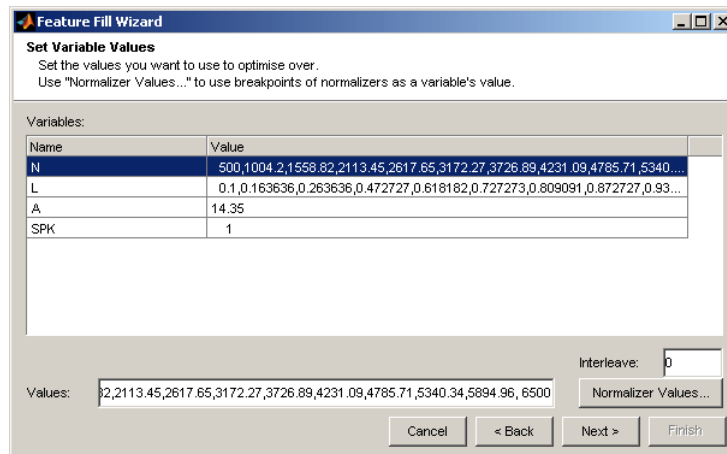 Feature Fill Wizard
Set Variable Values
Set the values you want to use to optimise over.
Use "Normalizer Values..." to use breakpoints of normalizers as a variable's value.
Variables:
Name Value
N 500,1004.2,1558.82,2113.45,2617.65,3172.27,3726.89,4231.09,4785.71,5340....
L 0.1,0.163636,0.263636,0.472727,0.618182,0.727273,0.809091,0.872727,0.93...
A 14.35
SPK 1
Interleave: 0
Values: 32,2113.45,2617.65,3172.27,3726.89,4231.09,4785.71,5340.34,5894.96, 6500 Normalizer Values...
Cancel < Back Next > Finish